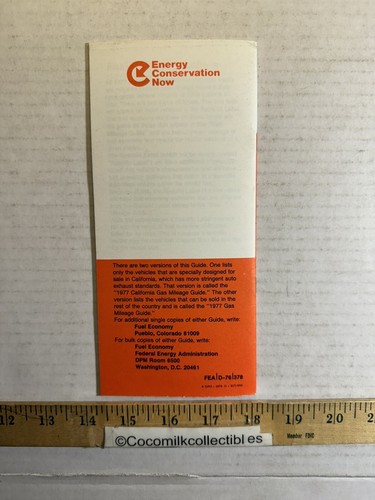 Energy
Conservation
Now
There are two versions of this Guide. One lists
only the vehicles that are specially designed for
sale in California, which has more stringent auto
exhaust standards. That version is called the
"1977 California Gas Mileage Guide." The other
version lists the vehicles that can be sold in the
rest of the country and is called the "1977 Gas
Mileage Guide."
For additional single copies of either Guide, write:
Fuel Economy
Pueblo, Colorado 81009
For bulk copies of either Guide, write:
Fuel Economy
Federal Energy Administration
DPM Room 6500
Washington, D.C. 20461
FEA/D-76/378
12 13 14 15 16 17 18 19 20 2
©Cocomilkcollectibles